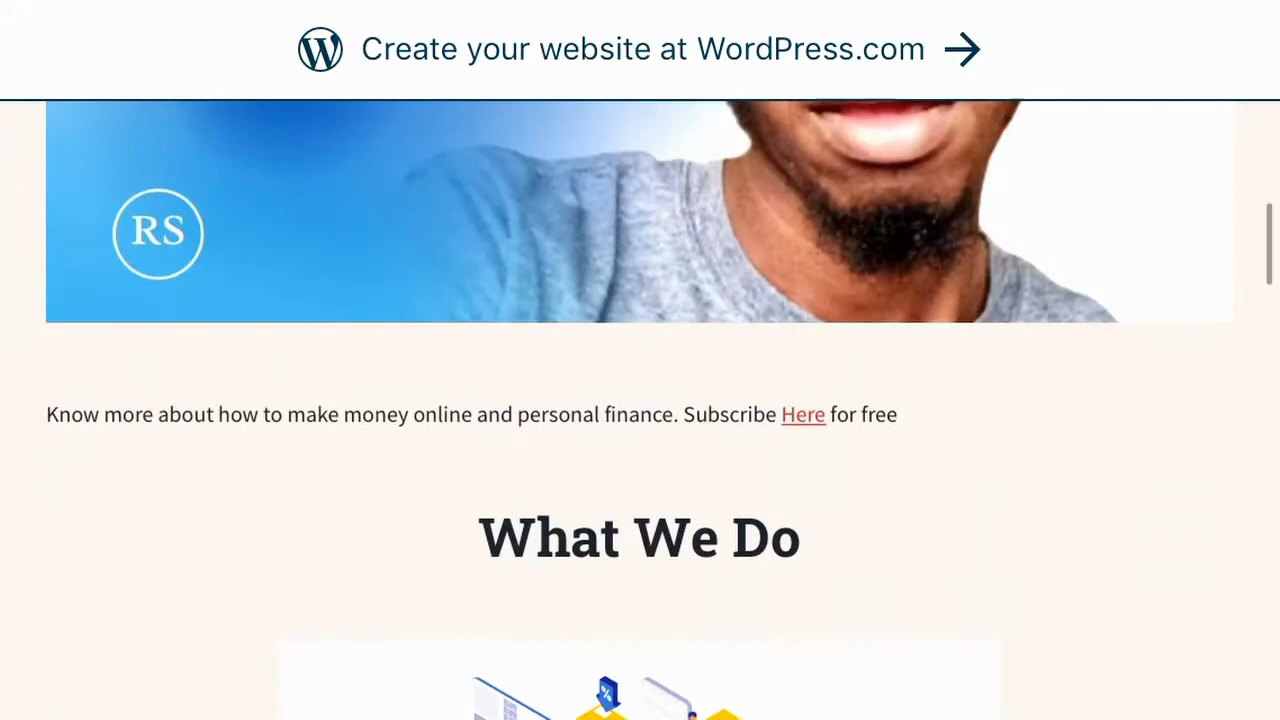 Create your website at WordPress.com
RS
Know more about how to make money online and personal finance. Subscribe Here for free
What We Do